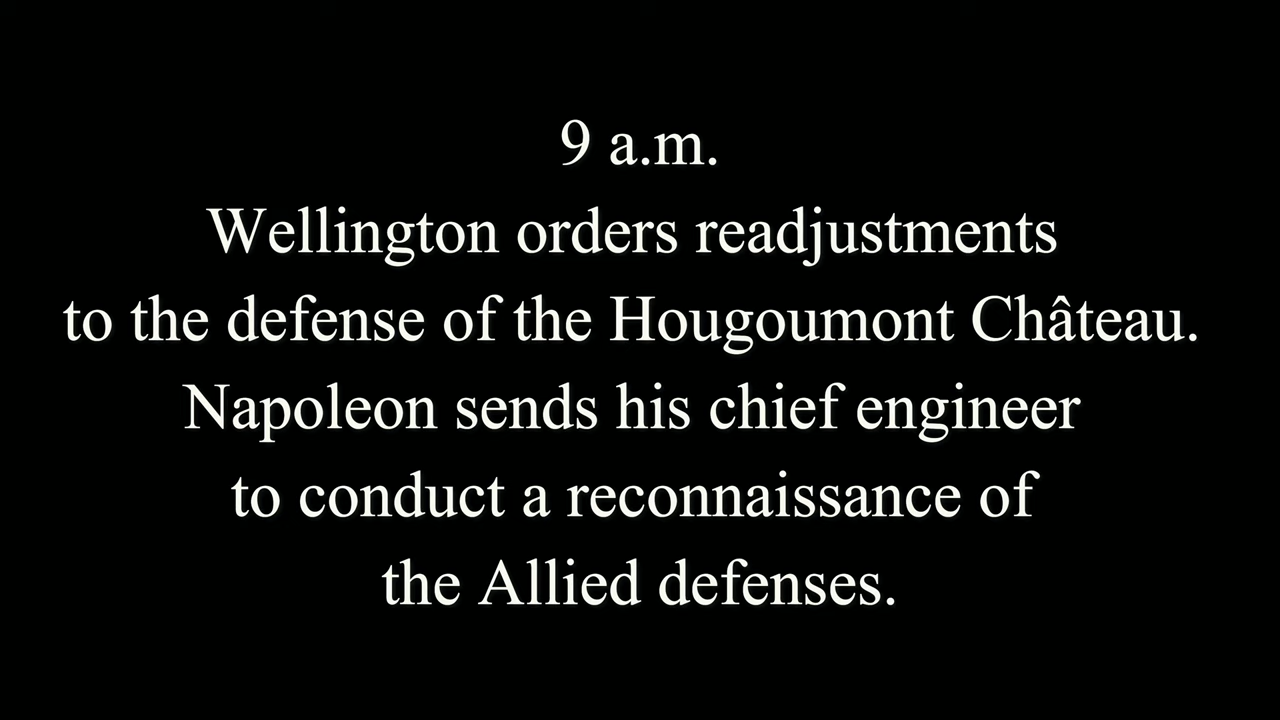 9 a.m.
Wellington orders readjustments
to the defense of the Hougoumont Château.
Napoleon sends his chief engineer
to conduct a reconnaissance of
the Allied defenses.